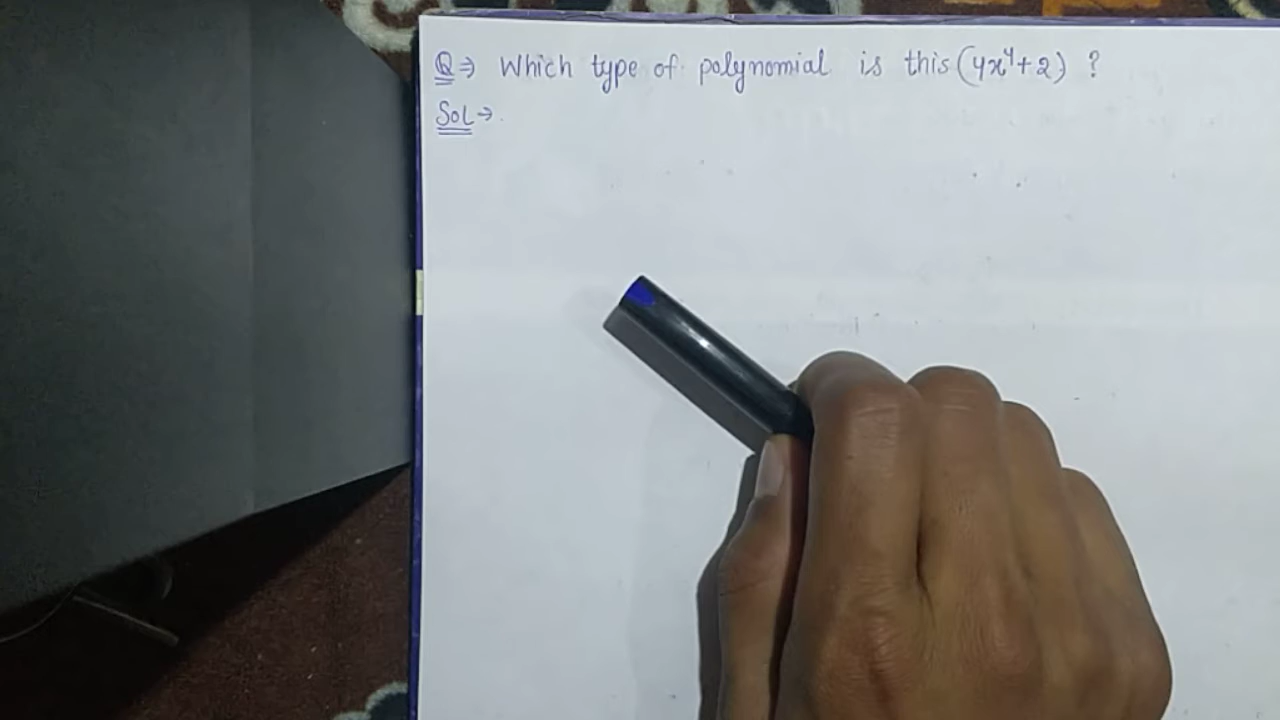 Q⇒ Which type of polynomial is this (4x⁴+2) ?
Sol→.